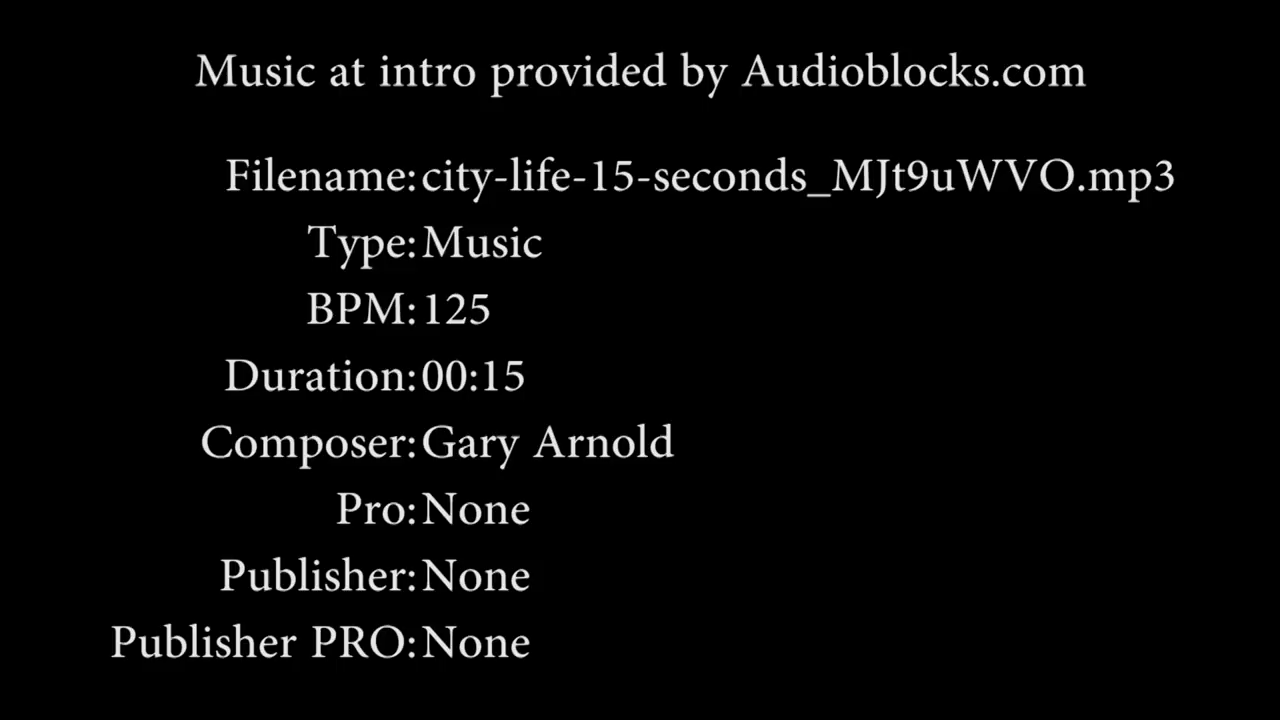 Music at intro provided by Audioblocks.com
Filename: city-life-15-seconds_MJt9uWVO.mp3
Type: Music
BPM: 125
Duration: 00:15
Composer: Gary Arnold
Pro: None
Publisher: None
Publisher PRO: None